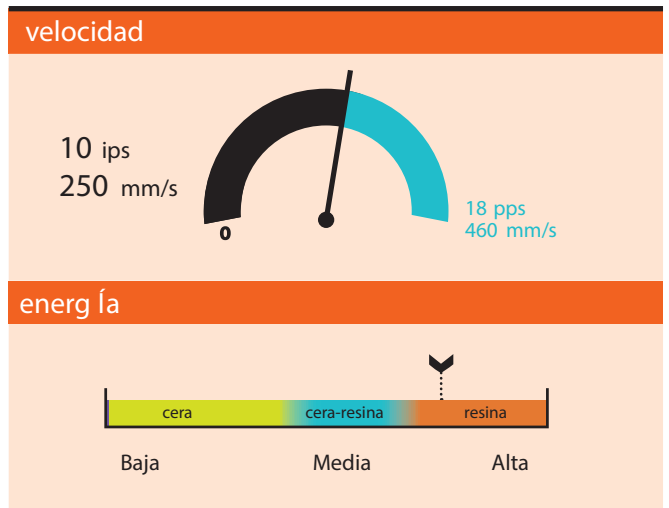 velocidad
10 ips
250 mm/s
0
18 pps
460 mm/s
energ Ía
cera cera-resina resina
Baja Media Alta